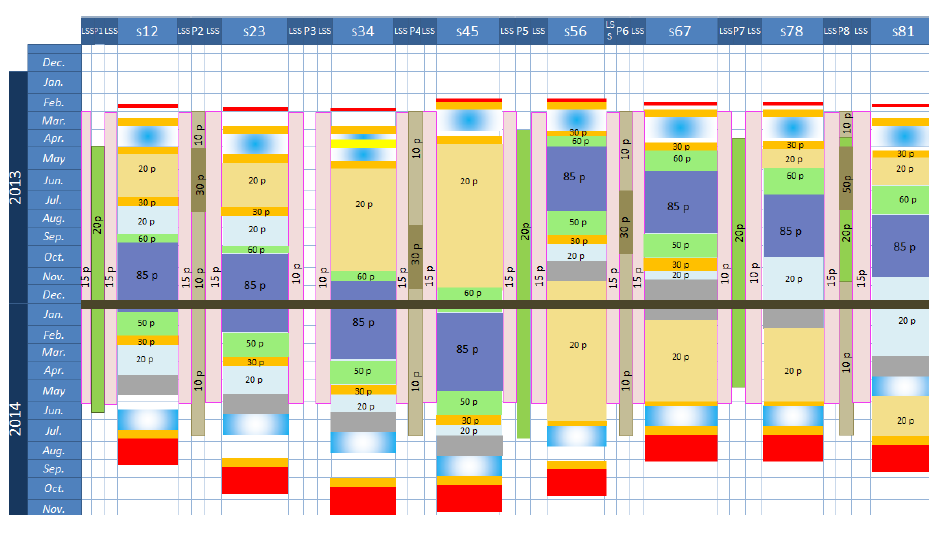 LSS P1 LSS s12 LSS P2 LSS s23 LSS P3 LSS s34 LSS P4 LSS s45 LSS P5 LSS s56 LSS P6 LSS s67 LSS P7 LSS s78 LSS P8 LSS s81
2013
Dec.
Jan.
Feb.
Mar. 10 p
Apr. 30 p 60 p 10 p 10 p 30 p 10 p
May 20 p 60 p 30 p 20 p 30 p
Jun. 30 p 20 p 20 p 85 p 60 p 50p 20 p
Jul. 30 p 30 p 20 p 85 p 60 p
Aug. 20p 20 p 20 p 50 p 30 p 20p 85 p 20p
Sep. 60 p 30 p 20p 30 p 50 p 85 p
Oct. 60 p 20 p 30 p
Nov. 15 p 15 p 85 p 15 p 10 p 15 p 85 p 10 p 15 p 60 p 15 p 15 p 15 p 15 p 15 p 20 p 10 p 15 p 20 p 15p 15p
Dec. 60 p
2014
Jan. 50 p 85 p 20 p
Feb. 30 p 50 p 85 p 20 p
Mar. 20 p 30 p 50 p 20 p 10 p
Apr. 10 p 20 p 30 p 10 p 10 p 20 p 20 p
May 20 p 50 p
Jun. 30 p 20 p
Jul. 20 p
Aug.
Sep.
Oct.
Nov.